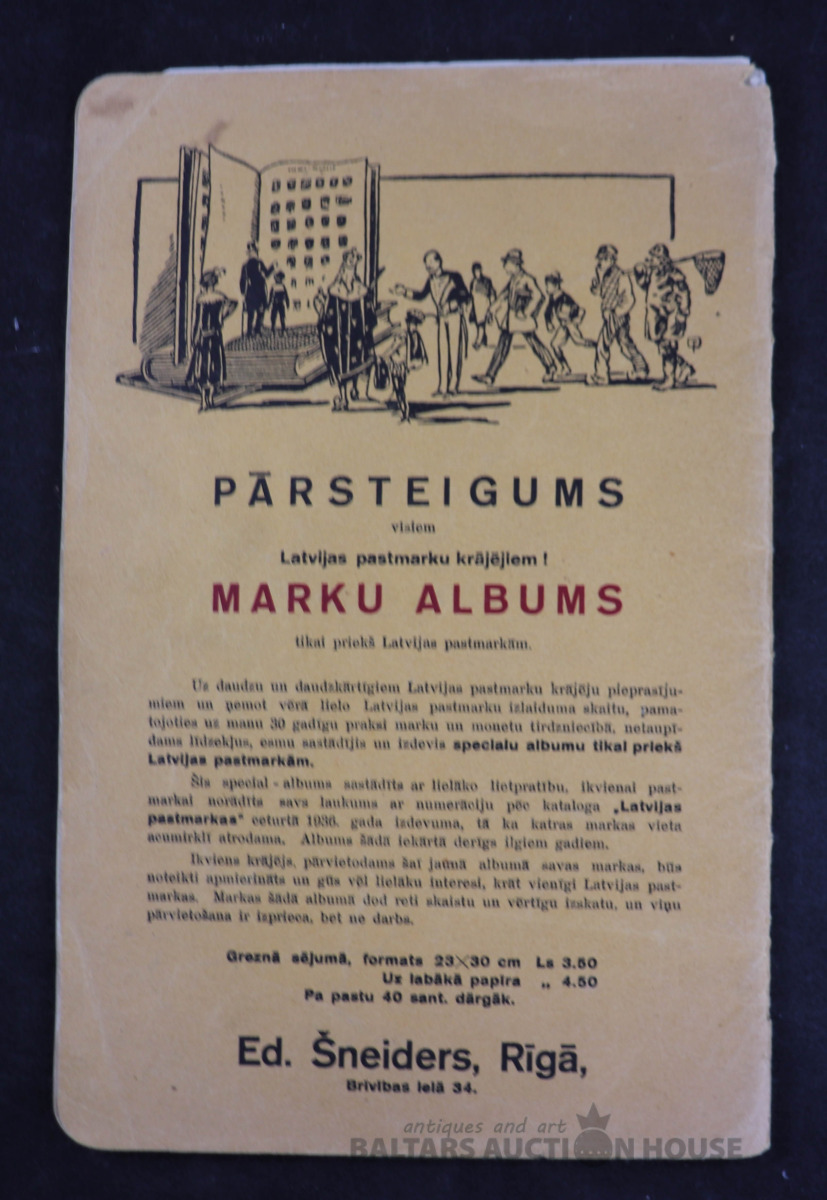 PĀRSTEIGUMS
visiem
Latvijas pastmarku krājējiem!
MARKU ALBUMS
tikai priekš Latvijas pastmarkām.
Uz daudzu un daudzkārtīgiem Latvijas pastmarku krājēju pieprasīju-
miem un ņemot vērā lielo Latvijas pastmarku izlaiduma skaitu, pama-
tojoties uz manu 30 gadīgu praksi marku un monetu tirdzniecībā, netaupī-
dams līdzekļus, esmu sastādījis un izdevis specialu albumu tikai priekš
Latvijas pastmarkām.
Šis special-albums sastādīts ar lielāko lietpratību, ikvienai past-
markai norādīts savs laukums ar numerāciju pēc kataloga „Latvijas
pastmarkas" ceturtā 1936. gada izdevuma, tā ka katras markas vieta
acumirklī atrodama. Albums šādā iekārtā derīgs ilgiem gadiem.
Ikviens krājējs, pārvietodams šai jaunā albumā savas markas, būs
noteikti apmierināts un gūs vēl lielāku interesi, krāt vienīgi Latvijas past-
markas. Markas šādā albumā dod reti skaistu un vērtīgu izskatu, un viņu
pārvietošana ir izprieca, bet ne darbs.
Greznā sējumā, formats 23×30 cm Ls 3.50
Uz labākā papīra „ 4.50
Pa pastu 40 sant. dārgāk.
Ed. Šneiders, Rīgā,
Brīvības ielā 34.
antiques and art
BALTARS AUCTION HOUSE